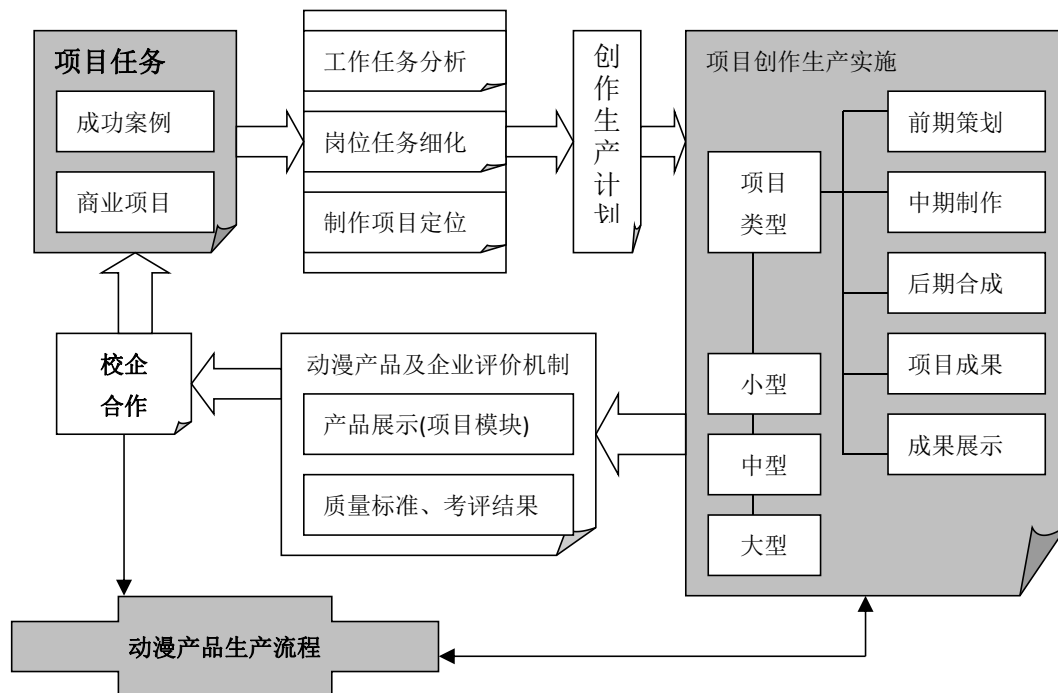 项目任务
成功案例
商业项目
工作任务分析
岗位任务细化
制作项目定位
创作生产计划
项目创作生产实施
项目
类型
小型
中型
大型
前期策划
中期制作
后期合成
项目成果
成果展示
动漫产品及企业评价机制
产品展示(项目模块)
质量标准、考评结果
校企
合作
动漫产品生产流程